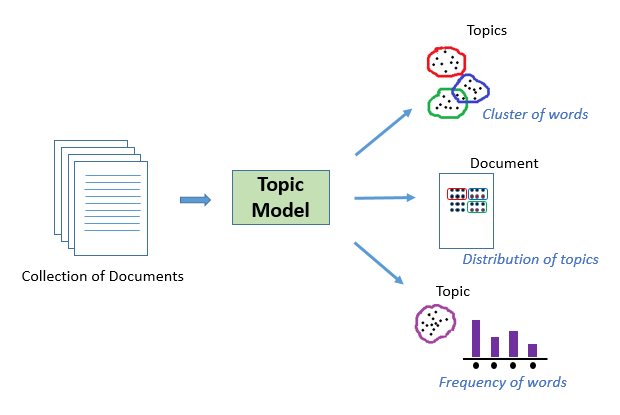 Topics
Cluster of words
Collection of Documents
Topic
Model
Document
Distribution of topics
Topic
Frequency of words